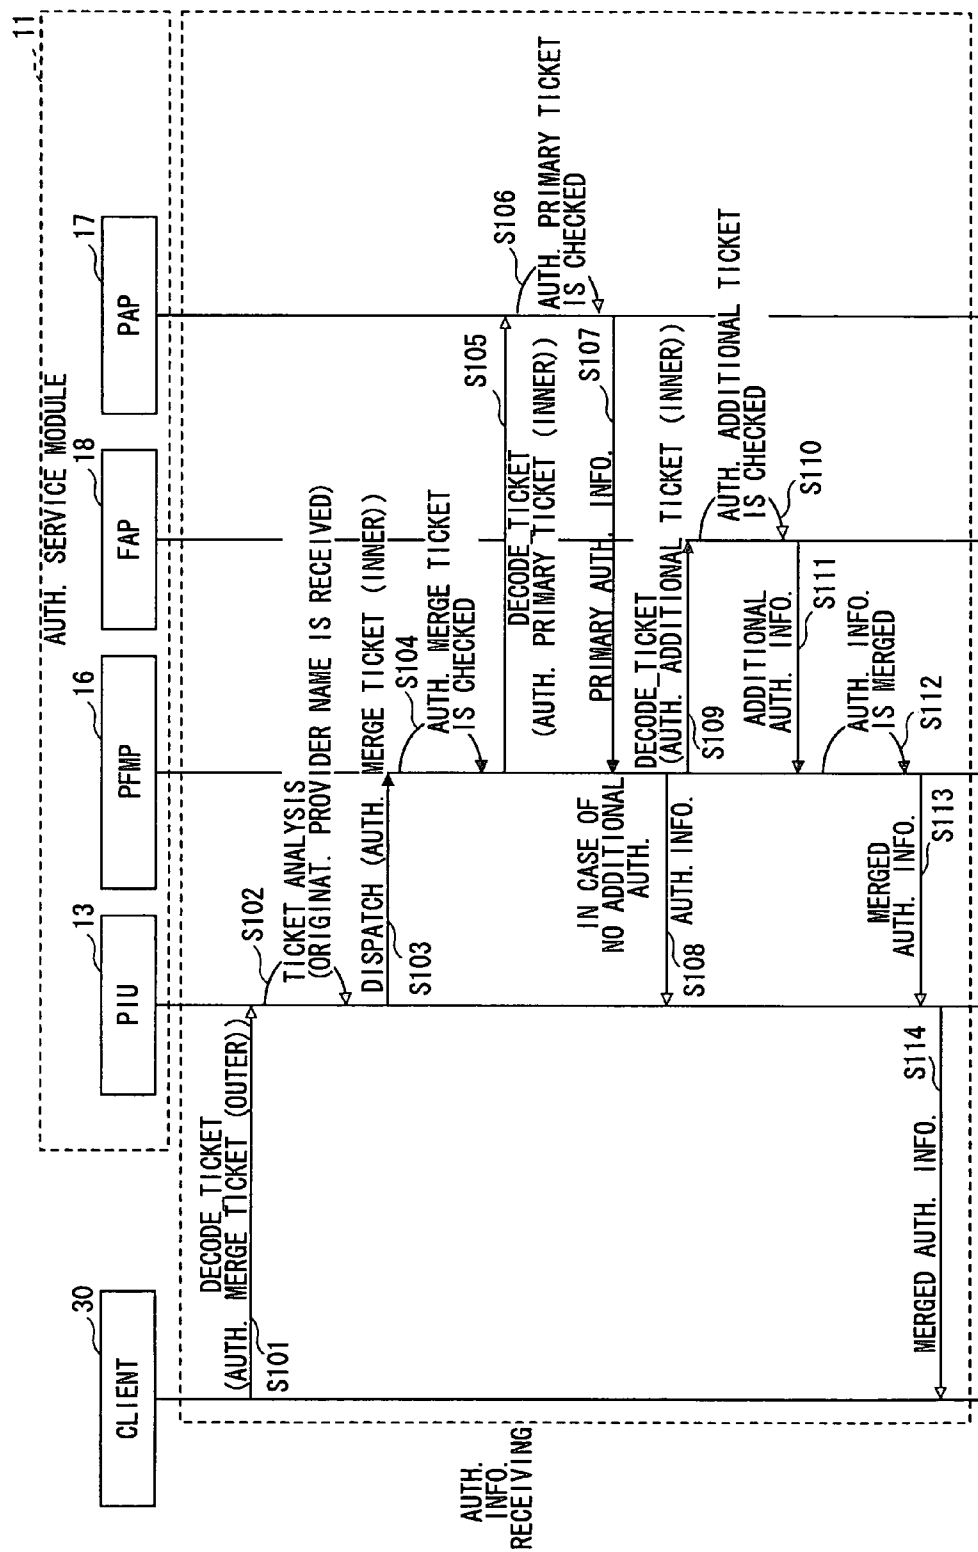 11
AUTH. SERVICE MODULE
30
CLIENT
13
PIU
16
PFMP
18
FAP
17
PAP
AUTH.
INFO.
RECEIVING
DECODE_TICKET
(AUTH. MERGE TICKET (OUTER))
S101
S102
TICKET ANALYSIS
(ORIGINAT. PROVIDER NAME IS RECEIVED)
DISPATCH (AUTH. MERGE TICKET (INNER))
S103
S104
AUTH. MERGE TICKET
IS CHECKED
S105
DECODE_TICKET
(AUTH. PRIMARY TICKET (INNER))
S106
AUTH. PRIMARY TICKET
IS CHECKED
PRIMARY AUTH. INFO.
S107
IN CASE OF
NO ADDITIONAL
AUTH.
AUTH. INFO.
S108
DECODE_TICKET
(AUTH. ADDITIONAL TICKET (INNER))
S109
AUTH. ADDITIONAL TICKET
IS CHECKED
S110
ADDITIONAL
AUTH. INFO.
S111
AUTH. INFO.
IS MERGED
S112
MERGED
AUTH. INFO.
S113
MERGED AUTH. INFO.
S114